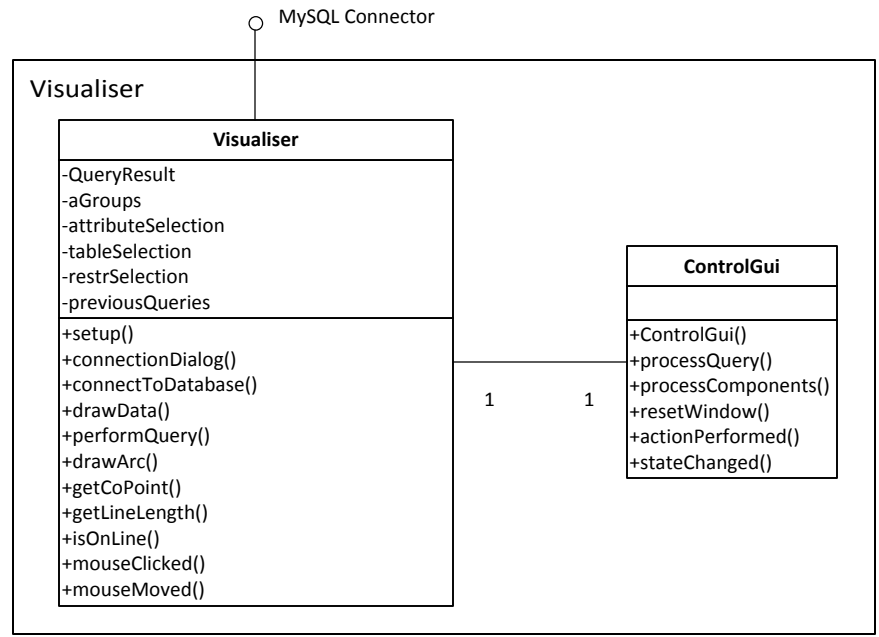 MySQL Connector
Visualiser
Visualiser
-QueryResult
-aGroups
-attributeSelection
-tableSelection
-restrSelection
-previousQueries
+setup()
+connectionDialog()
+connectToDatabase()
+drawData()
+performQuery()
+drawArc()
+getCoPoint()
+getLineLength()
+isOnLine()
+mouseClicked()
+mouseMoved()
1
1
ControlGui
+ControlGui()
+processQuery()
+processComponents()
+resetWindow()
+actionPerformed()
+stateChanged()